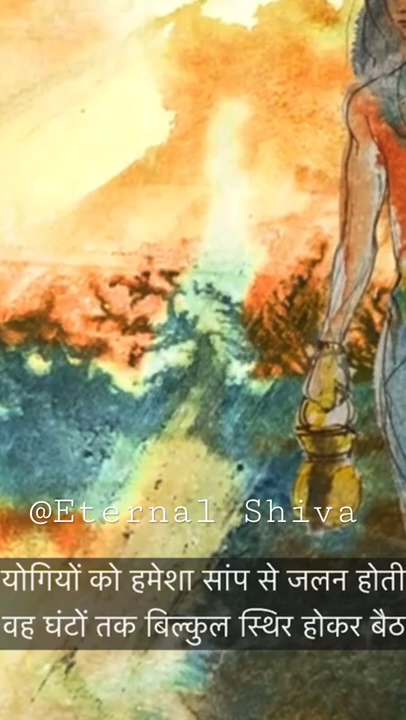 @Eternal Shiva
योगियों को हमेशा सांप से जलन होती
वह घंटों तक बिल्कुल स्थिर होकर बैठ